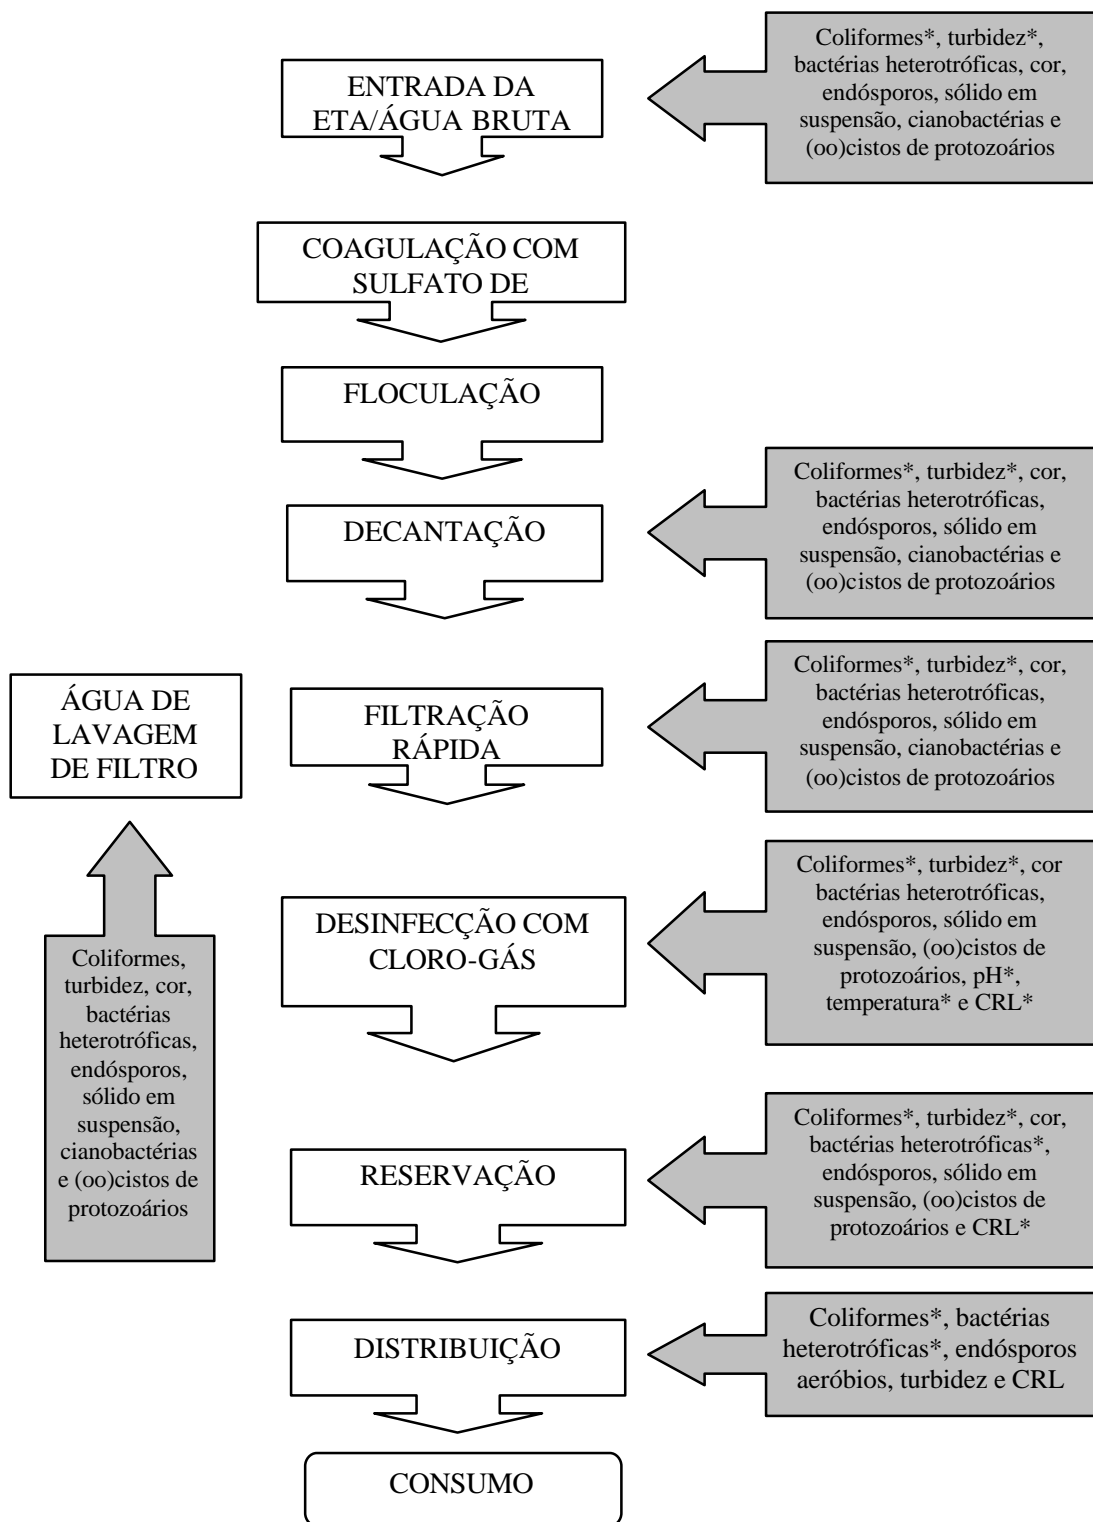 ENTRADA DA
ETA/ÁGUA BRUTA
Coliformes*, turbidez*,
bactérias heterotróficas, cor,
endósporos, sólido em
suspensão, cianobactérias e
(oo)cistos de protozoários
COAGULAÇÃO COM
SULFATO DE
FLOCULAÇÃO
DECANTAÇÃO
Coliformes*, turbidez*, cor,
bactérias heterotróficas,
endósporos, sólido em
suspensão, cianobactérias e
(oo)cistos de protozoários
FILTRAÇÃO
RÁPIDA
Coliformes*, turbidez*, cor,
bactérias heterotróficas,
endósporos, sólido em
suspensão, cianobactérias e
(oo)cistos de protozoários
ÁGUA DE
LAVAGEM
DE FILTRO
Coliformes,
turbidez, cor,
bactérias
heterotróficas,
endósporos,
sólido em
suspensão,
cianobactérias
e (oo)cistos de
protozoários
DESINFECÇÃO COM
CLORO-GÁS
Coliformes*, turbidez*, cor
bactérias heterotróficas,
endósporos, sólido em
suspensão, (oo)cistos de
protozoários, pH*,
temperatura* e CRL*
RESERVAÇÃO
Coliformes*, turbidez*, cor,
bactérias heterotróficas*,
endósporos, sólido em
suspensão, (oo)cistos de
protozoários e CRL*
DISTRIBUIÇÃO
Coliformes*, bactérias
heterotróficas*, endósporos
aeróbios, turbidez e CRL
CONSUMO